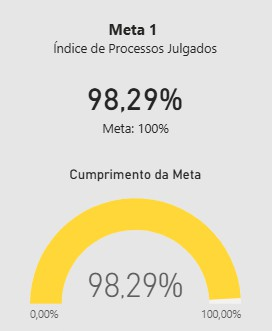 Meta 1
Índice de Processos Julgados
98,29%
Meta: 100%
Cumprimento da Meta
98,29%
0,00%
100,00%